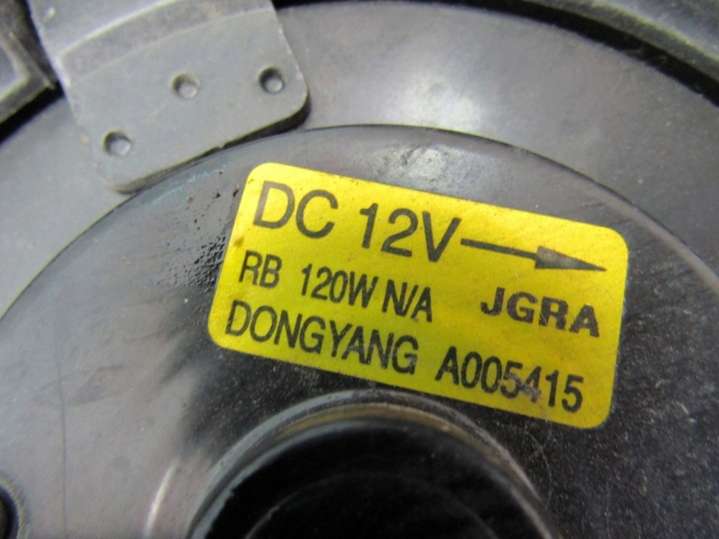 DC 12V
RB 120W N/A JGRA
DONGYANG A005415